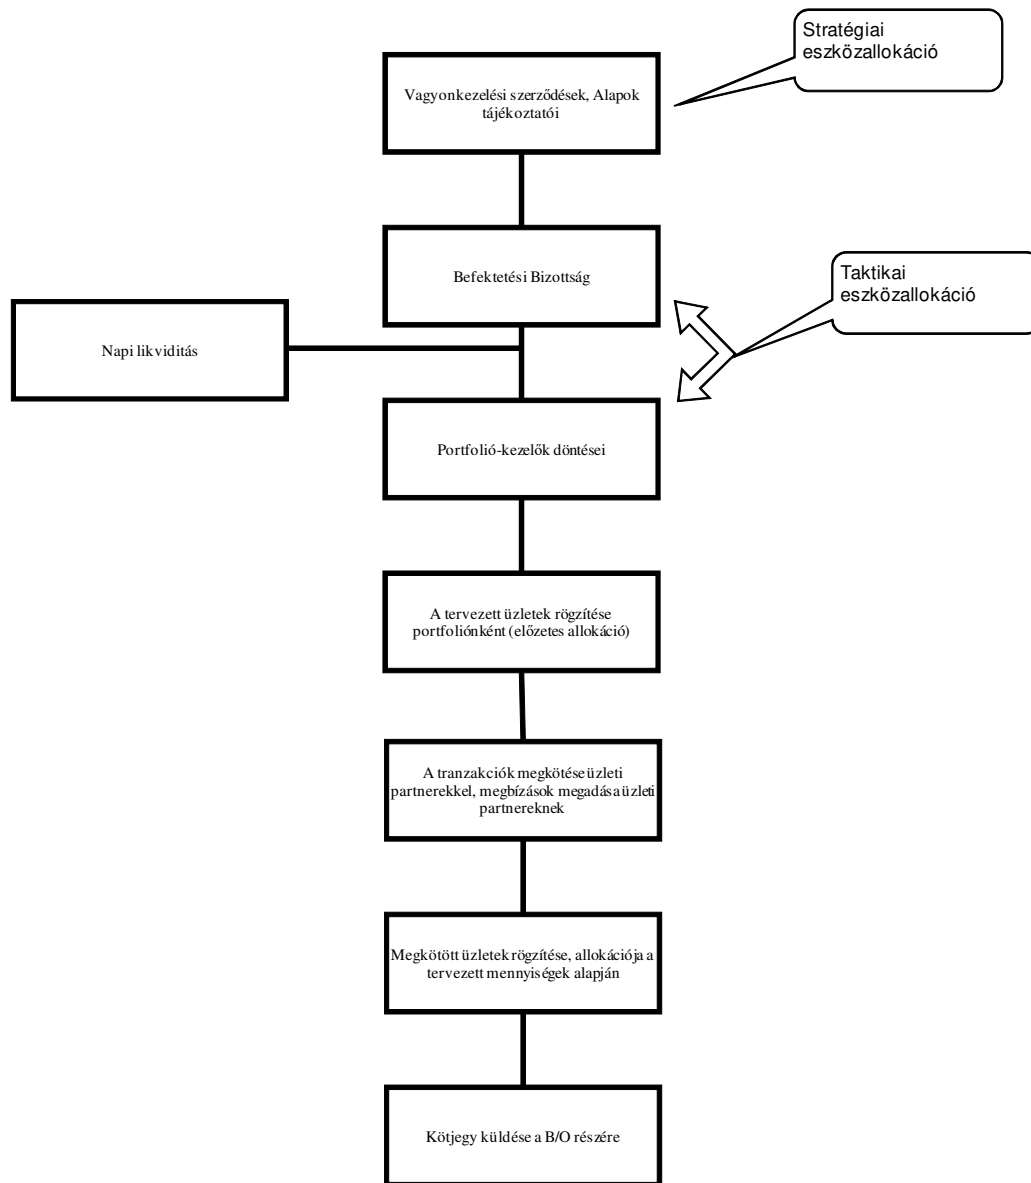 Stratégiai
eszközallokáció
Vagyonkezelési szerződések, Alapok
tájékoztatói
Befektetési Bizottság
Taktikai
eszközallokáció
Napi likviditás
Portfolió-kezelők döntései
A tervezett üzletek rögzítése
portfoliónként (előzetes allokáció)
A tranzakciók megkötése üzleti
partnerekkel, megbízások megadása üzleti
partnereknek
Megkötött üzletek rögzítése, allokációja a
tervezett mennyiségek alapján
Kötjegy küldése a B/O részére